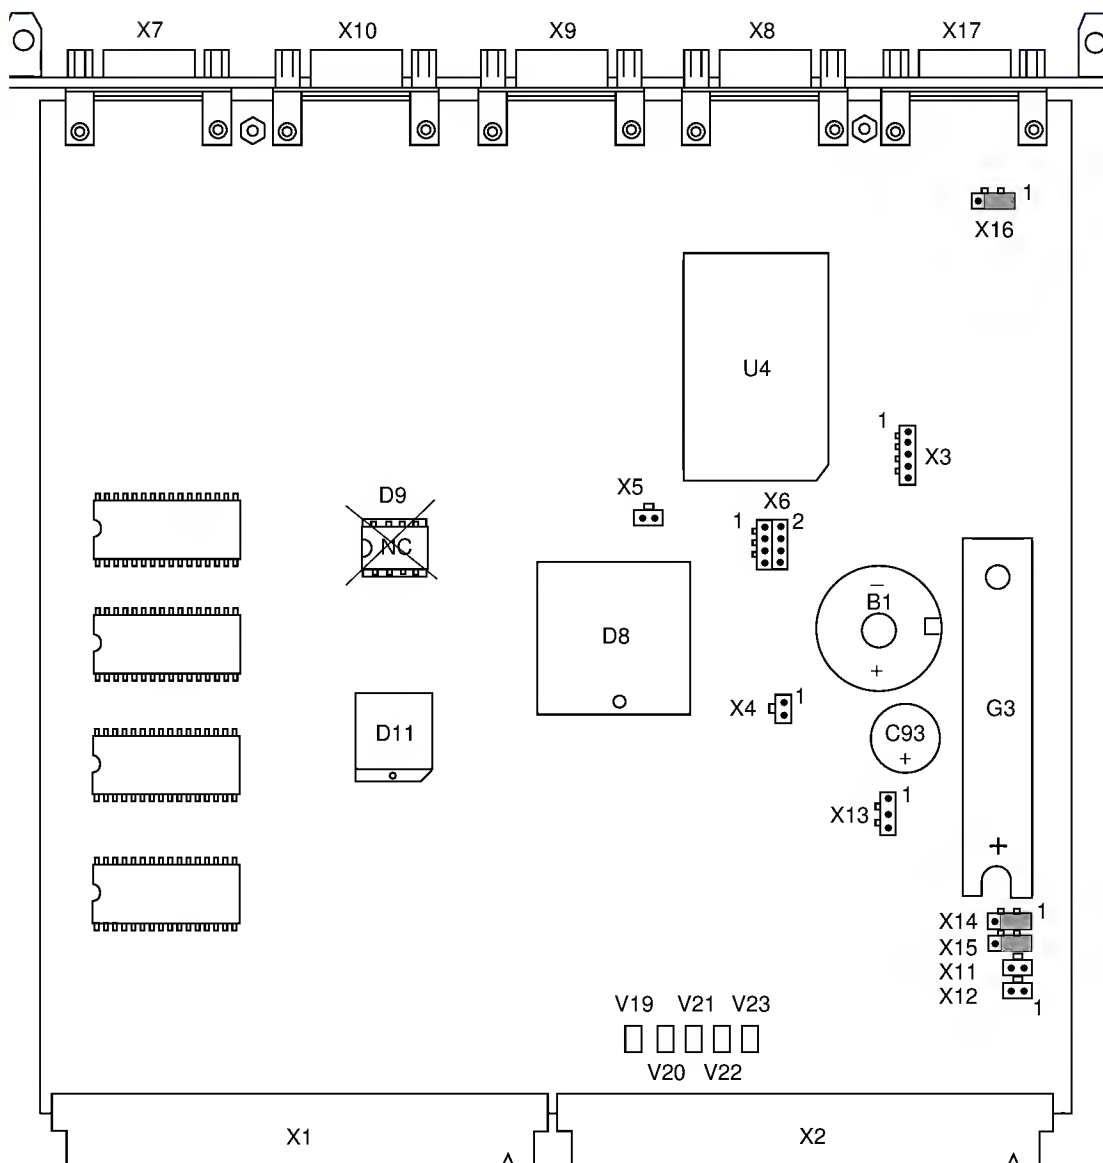 X7 X10 X9 X8 X17
1
X16
U4
1
X3
D9
NC
X5
X6
1 2
−
B1
+
D8
X4 1
G3
D11
C93
+
X13 1
+
X14 1
X15
X11
X12 1
V19 V21 V23
V20 V22
X1 X2